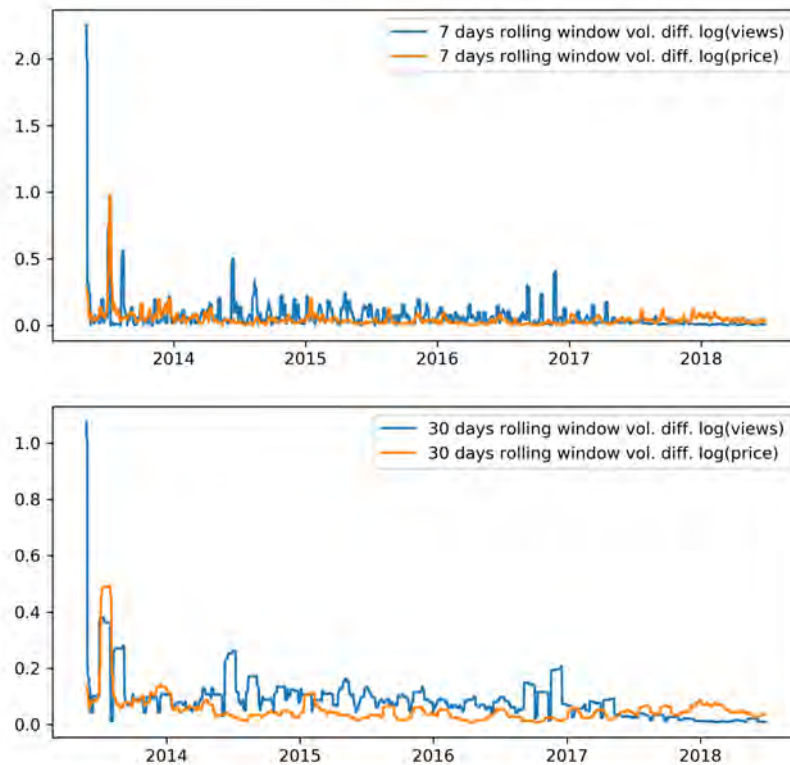 7 days rolling window vol. diff. log(views)
7 days rolling window vol. diff. log(price)
2.0
1.5
1.0
0.5
0.0
2014 2015 2016 2017 2018
30 days rolling window vol. diff. log(views)
30 days rolling window vol. diff. log(price)
1.0
0.8
0.6
0.4
0.2
0.0
2014 2015 2016 2017 2018